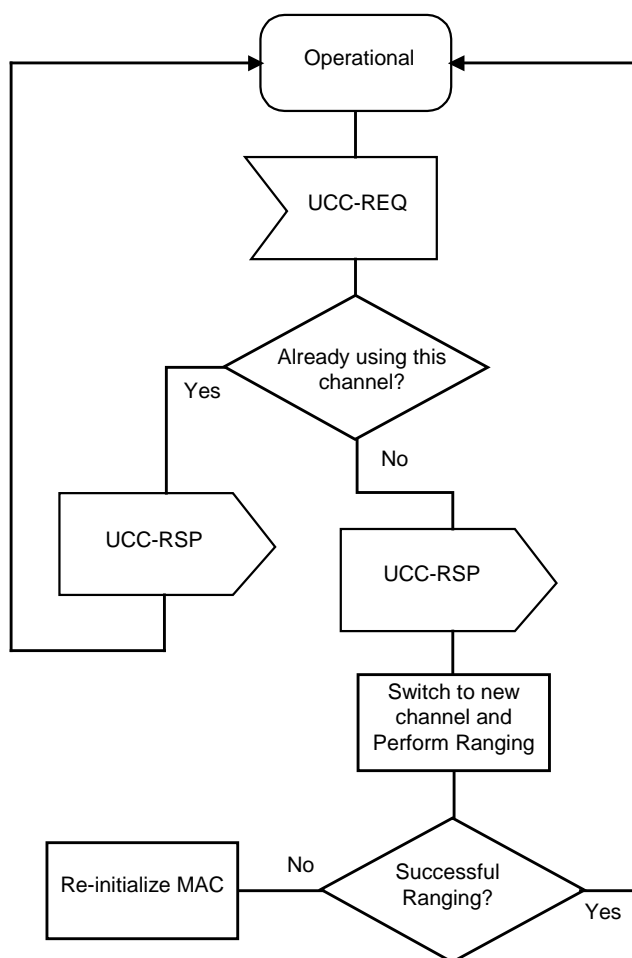 Operational
UCC-REQ
Already using this
channel?
Yes
No
UCC-RSP
UCC-RSP
Switch to new
channel and
Perform Ranging
Re-initialize MAC
No
Successful
Ranging?
Yes